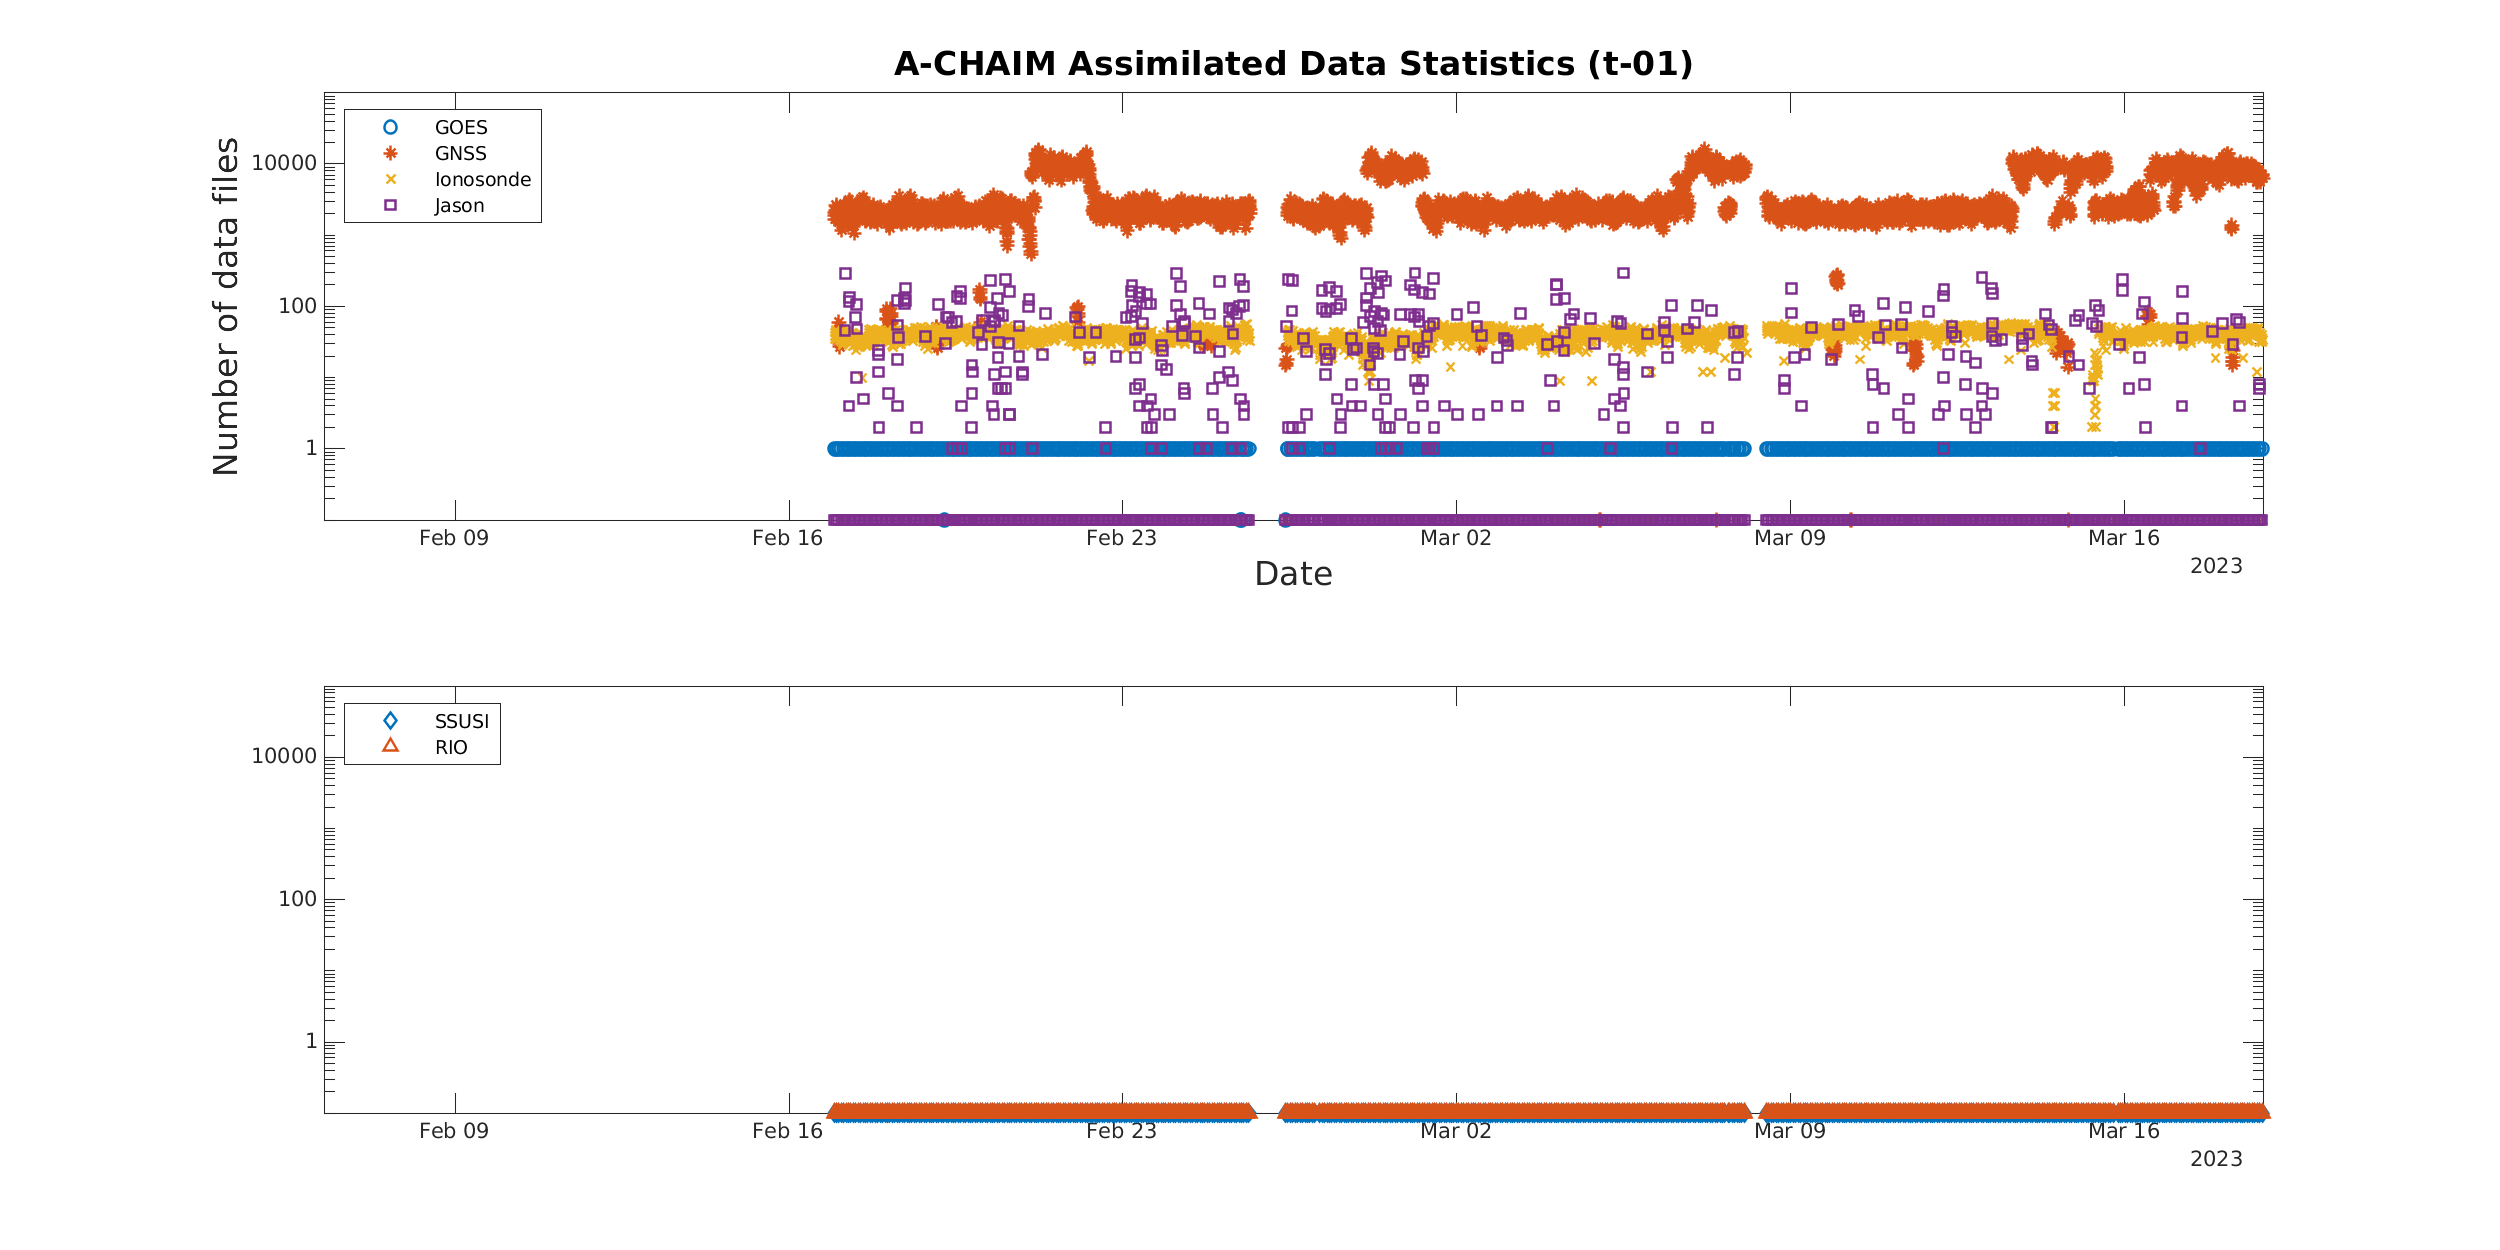 A-CHAIM Assimilated Data Statistics (t-01)
Number of data files
10000
100
1
GOES
GNSS
Ionosonde
Jason
Feb 09
Feb 16
Feb 23
Mar 02
Mar 09
Mar 16
2023
Date
10000
100
1
SSUSI
RIO
Feb 09
Feb 16
Feb 23
Mar 02
Mar 09
Mar 16
2023